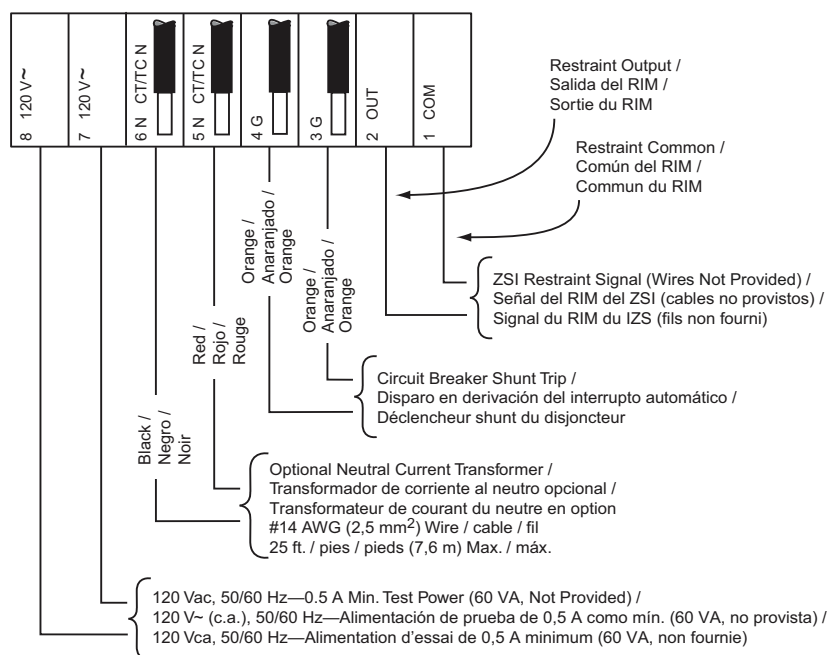 8 120 V~
7 120 V~
6 N CT/TC N
5 N CT/TC N
4 G
3 G
2 OUT
1 COM
Restraint Output /
Salida del RIM /
Sortie du RIM
Restraint Common /
Común del RIM /
Commun du RIM
Orange /
Anaranjado /
Orange
Orange /
Anaranjado /
Orange
ZSI Restraint Signal (Wires Not Provided) /
Señal del RIM del ZSI (cables no provistos) /
Signal du RIM du IZS (fils non fourni)
Red /
Rojo /
Rouge
Circuit Breaker Shunt Trip /
Disparo en derivación del interrupto automático /
Déclencheur shunt du disjoncteur
Black /
Negro /
Noir
Optional Neutral Current Transformer /
Transformador de corriente al neutro opcional /
Transformateur de courant du neutre en option
#14 AWG (2,5 mm²) Wire / cable / fil
25 ft. / pies / pieds (7,6 m) Max. / máx.
120 Vac, 50/60 Hz—0.5 A Min. Test Power (60 VA, Not Provided) /
120 V~ (c.a.), 50/60 Hz—Alimentación de prueba de 0,5 A como mín. (60 VA, no provista) /
120 Vca, 50/60 Hz—Alimentation d'essai de 0,5 A minimum (60 VA, non fournie)